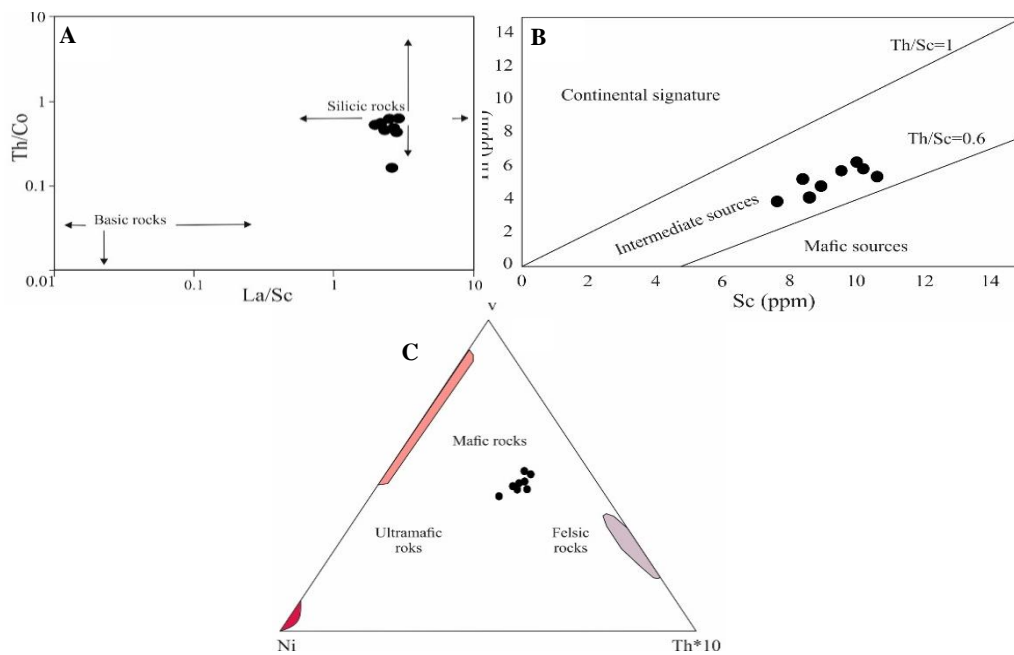 A
10
1
0.1
0.01
Th/Co
Silicic rocks
Basic rocks
0.1
1
10
La/Sc
B
14
12
10
8
6
4
2
0
(ppm)
Th/Sc=1
Continental signature
Th/Sc=0.6
Intermediate sources
Mafic sources
0
2
4
6
8
10
12
14
Sc (ppm)
C
v
Mafic rocks
Ultramafic
roks
Felsic
rocks
Ni
Th*10